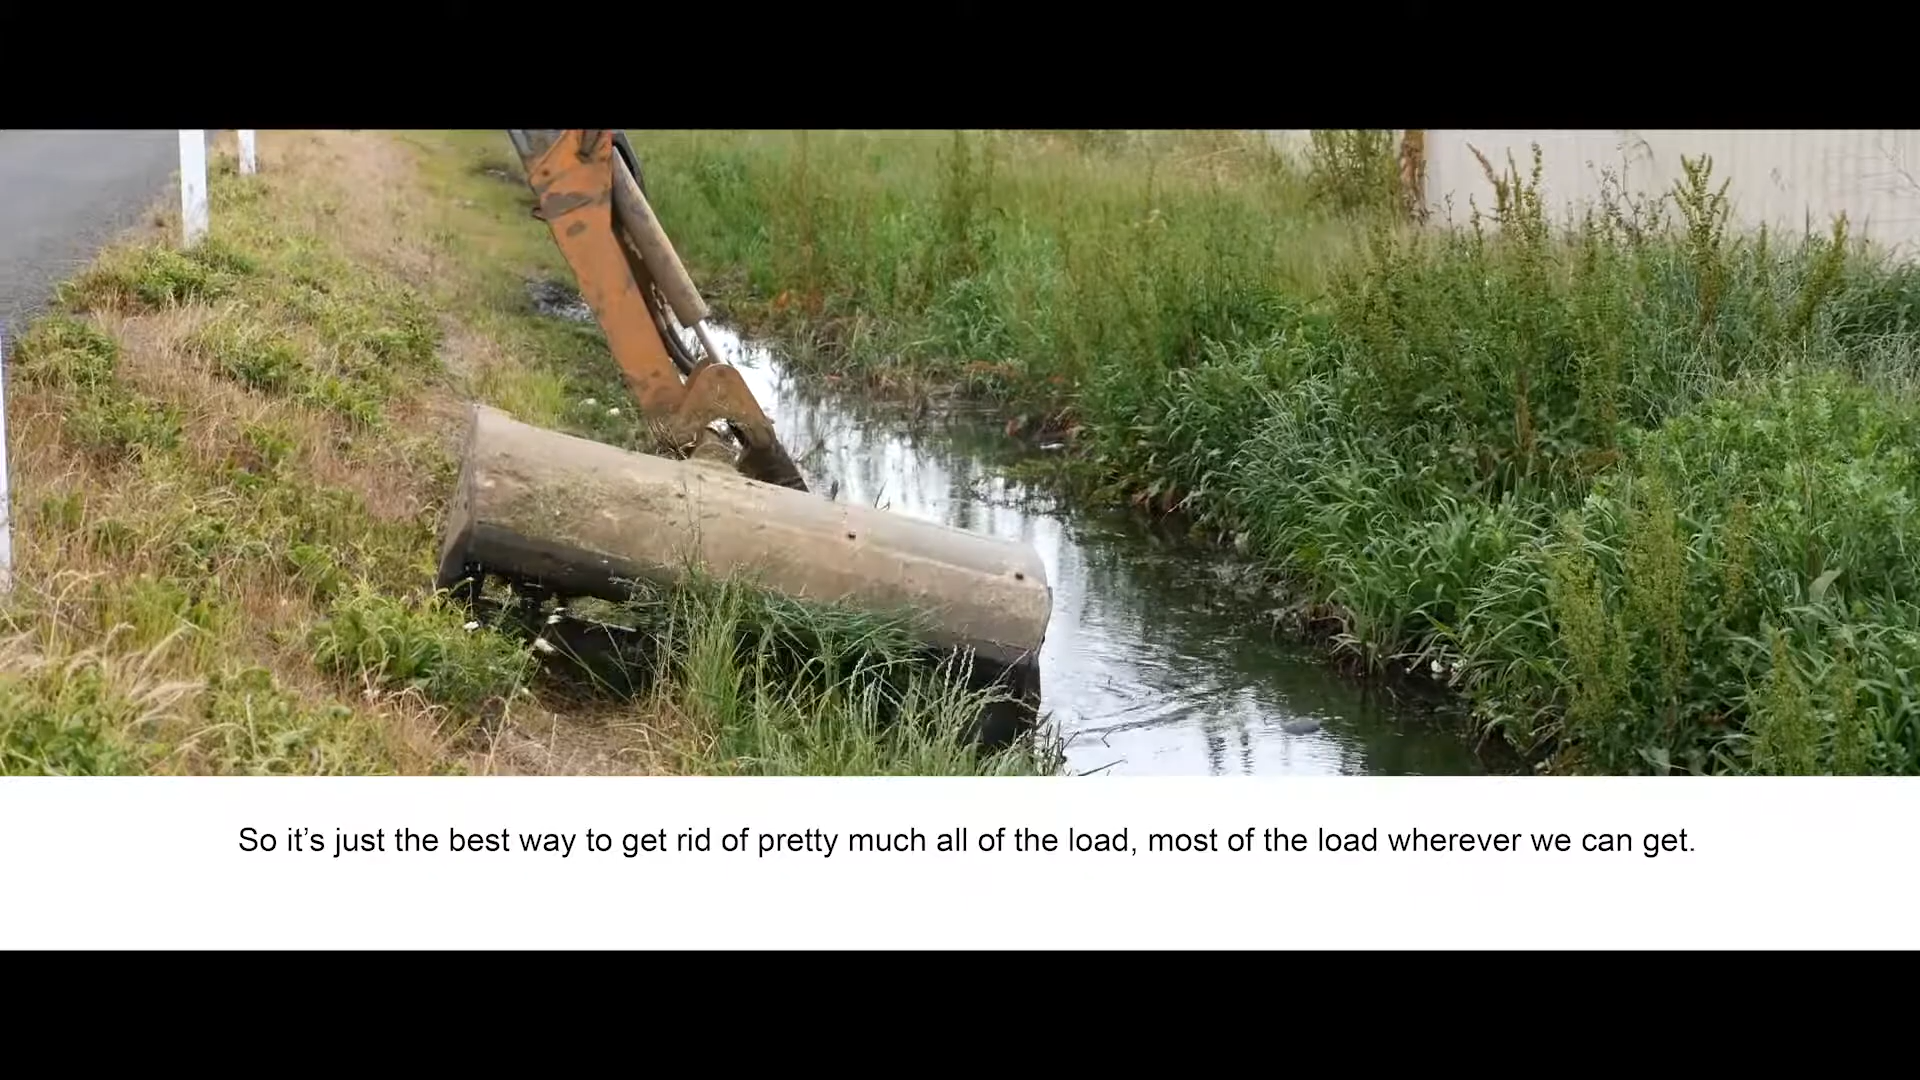 So it’s just the best way to get rid of pretty much all of the load, most of the load wherever we can get.